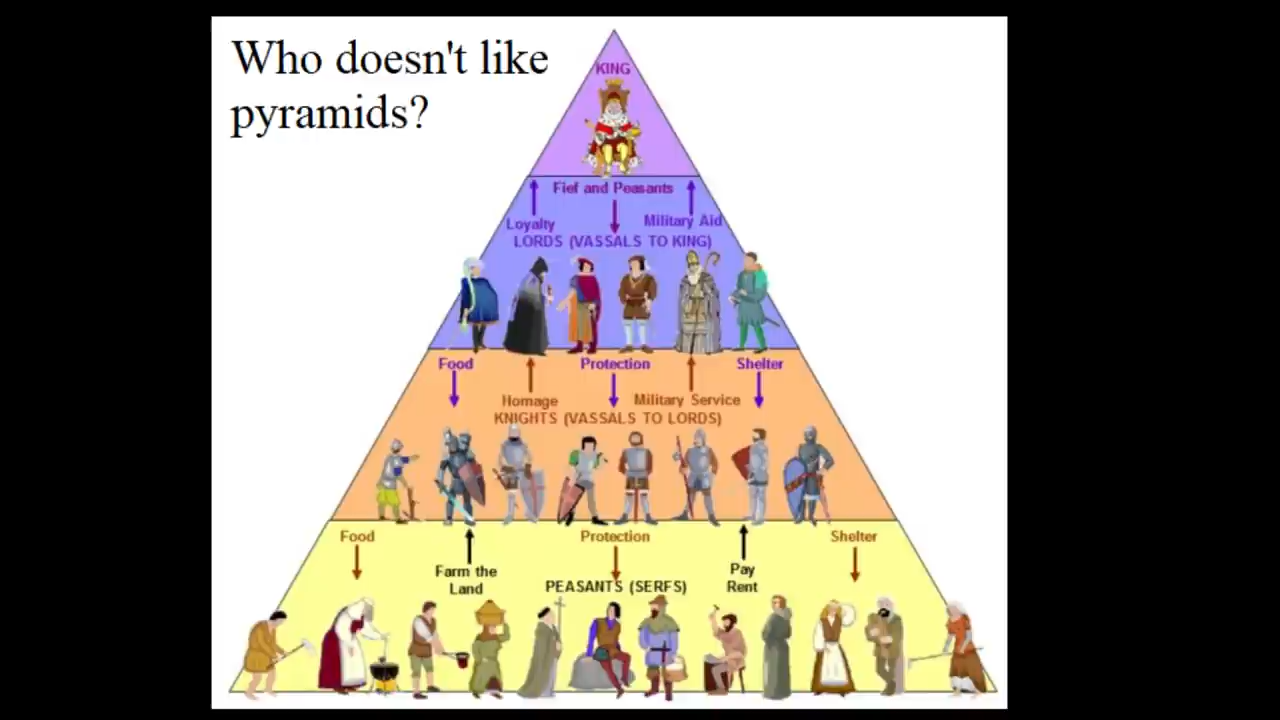 Who doesn't like
pyramids?
KING
Fief and Peasants
Loyalty
Military Aid
LORDS (VASSALS TO KING)
Food
Protection
Shelter
Homage
Military Service
KNIGHTS (VASSALS TO LORDS)
Food
Protection
Shelter
Farm the
Land
PEASANTS (SERFS)
Pay
Rent